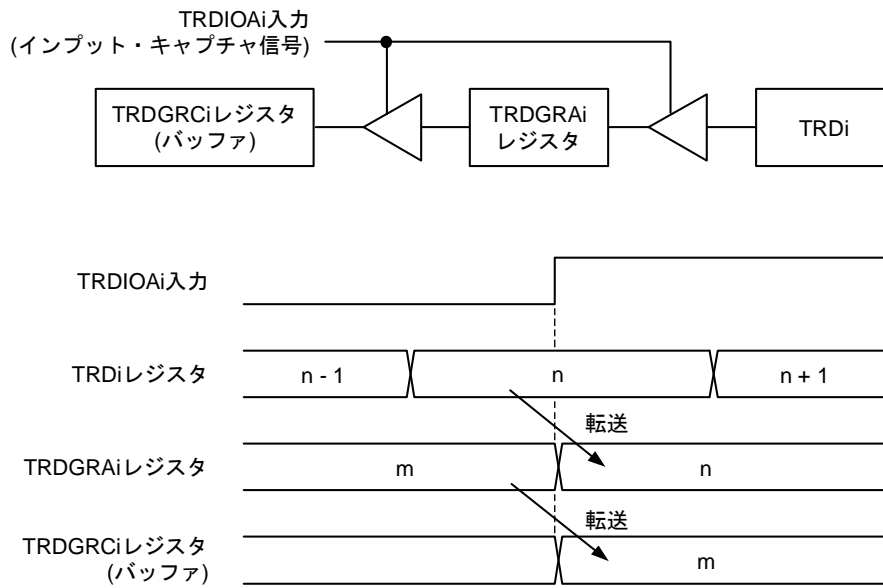 TRDIOAi入力
(インプット・キャプチャ信号)
TRDGRCiレジスタ
(バッファ)
TRDGRAi
レジスタ
TRDi
TRDIOAi入力
TRDiレジスタ
n - 1
n
n + 1
転送
TRDGRAiレジスタ
m
n
転送
TRDGRCiレジスタ
(バッファ)
m